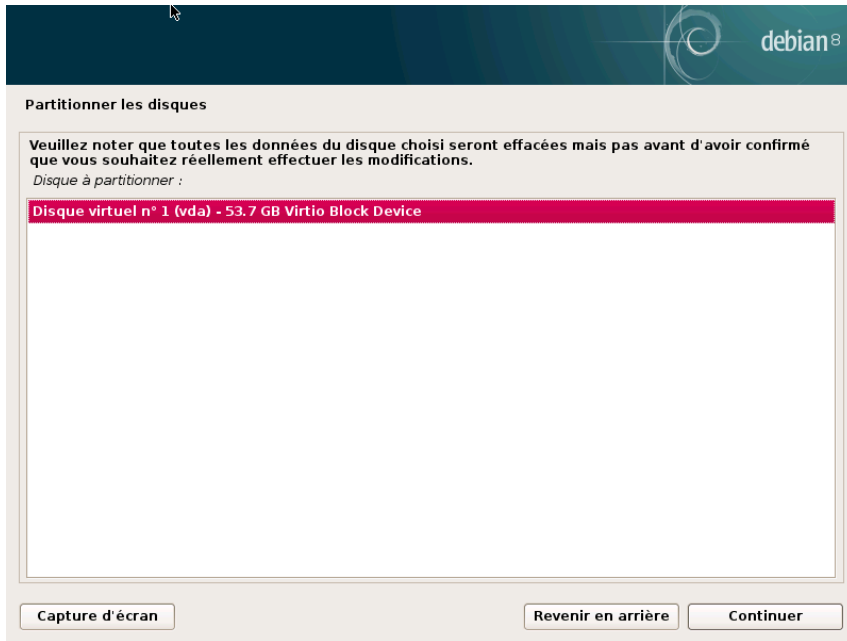 debian 8
Partitionner les disques
Veuillez noter que toutes les données du disque choisi seront effacées mais pas avant d'avoir confirmé
que vous souhaitez réellement effectuer les modifications.
Disque à partitionner :
Disque virtuel n° 1 (vda) - 53.7 GB Virtio Block Device
Capture d'écran
Revenir en arrière
Continuer